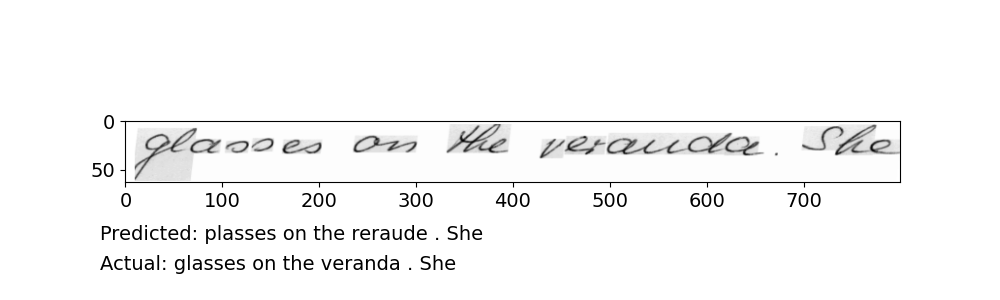 0
50
glasses on the veranda . She
0 100 200 300 400 500 600 700
Predicted: plasses on the reraude . She
Actual: glasses on the veranda . She